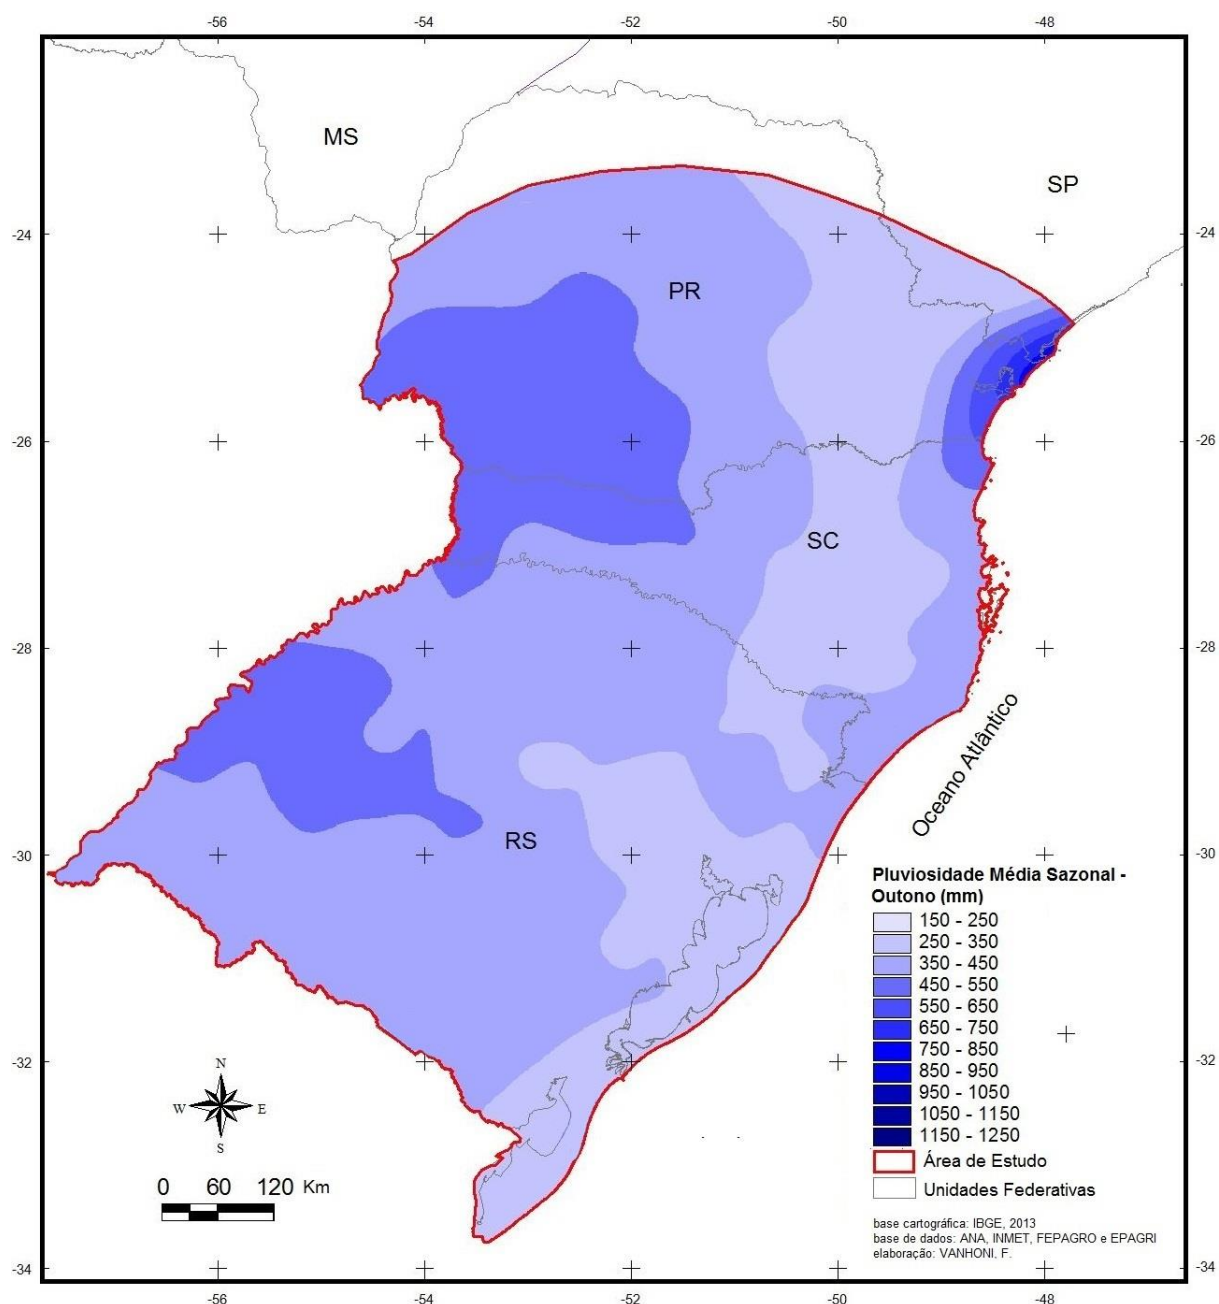 -56 -54 -52 -50 -48
MS
SP
-24 -24
PR
-26 -26
SC
-28 -28
Oceano Atlântico
RS
-30 -30
Pluviosidade Média Sazonal -
Outono (mm)
150 - 250
250 - 350
350 - 450
450 - 550
550 - 650
650 - 750
750 - 850
850 - 950
950 - 1050
1050 - 1150
1150 - 1250
Área de Estudo
Unidades Federativas
-32 -32
N
W E
S
0 60 120 Km
base cartográfica: IBGE, 2013
base de dados: ANA, INMET, FEPAGRO e EPAGRI
elaboração: VANHONI, F.
-34 -34
-56 -54 -52 -50 -48